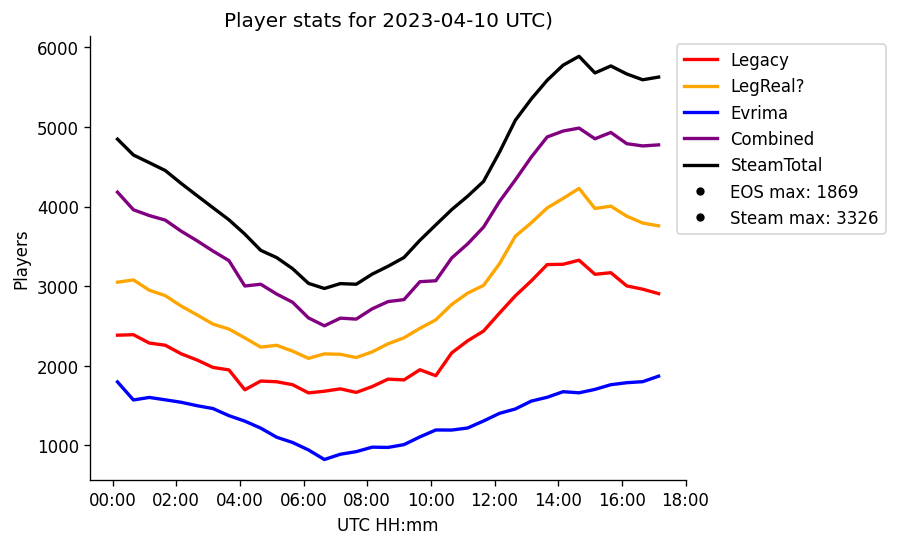 Player stats for 2023-04-10 UTC)
6000
5000
4000
3000
2000
1000
Players
00:00 02:00 04:00 06:00 08:00 10:00 12:00 14:00 16:00 18:00
UTC HH:mm
Legacy
LegReal?
Evrima
Combined
SteamTotal
EOS max: 1869
Steam max: 3326